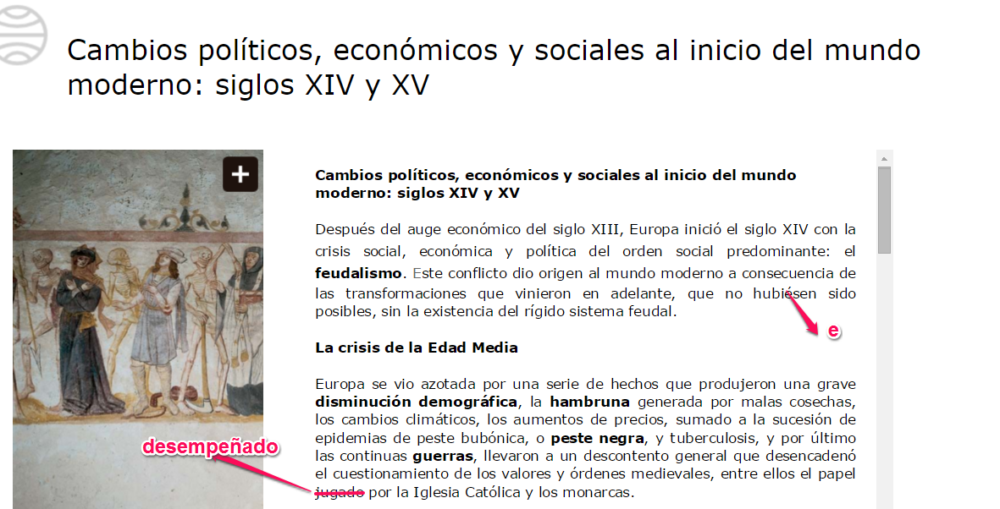 Cambios políticos, económicos y sociales al inicio del mundo
moderno: siglos XIV y XV
Cambios políticos, económicos y sociales al inicio del mundo
moderno: siglos XIV y XV
Después del auge económico del siglo XIII, Europa inició el siglo XIV con la
crisis social, económica y política del orden social predominante: el
feudalismo. Este conflicto dio origen al mundo moderno a consecuencia de
las transformaciones que vinieron en adelante, que no hubiésen sido
posibles, sin la existencia del rígido sistema feudal.
e
La crisis de la Edad Media
Europa se vio azotada por una serie de hechos que produjeron una grave
disminución demográfica, la hambruna generada por malas cosechas,
los cambios climáticos, los aumentos de precios, sumado a la sucesión de
epidemias de peste bubónica, o peste negra, y tuberculosis, y por último
las continuas guerras, llevaron a un descontento general que desencadenó
el cuestionamiento de los valores y órdenes medievales, entre ellos el papel
jugado por la Iglesia Católica y los monarcas.
desempeñado